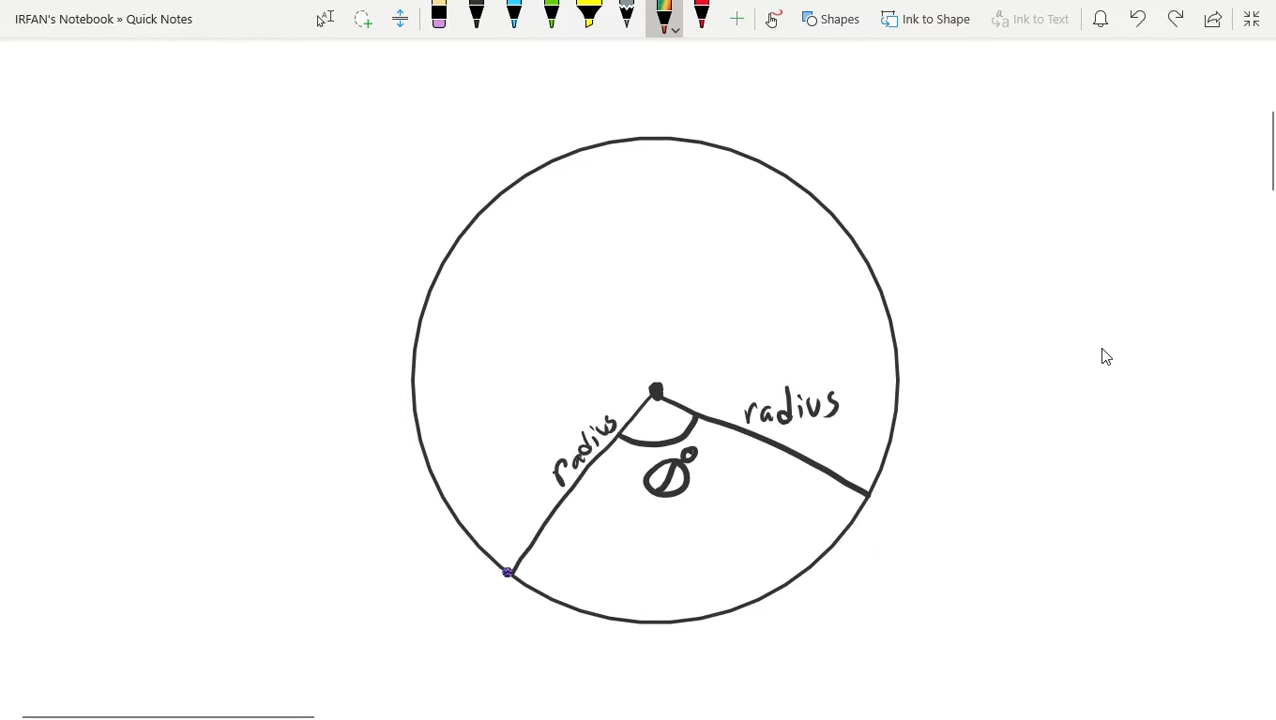 IRFAN's Notebook » Quick Notes
Shapes
Ink to Shape
Ink to Text
radius
radius
θ°